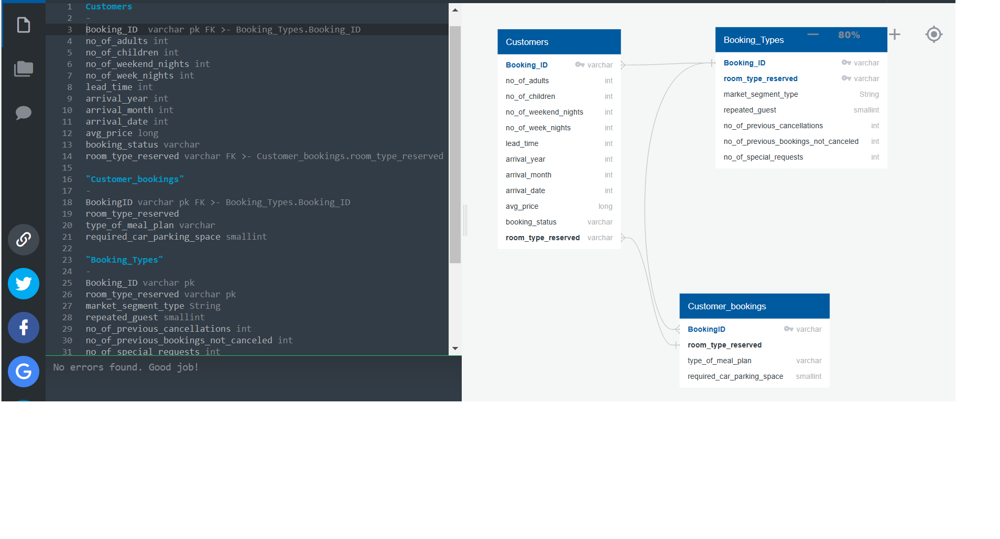 1 Customers
2 -
3 Booking_ID  varchar pk FK >- Booking_Types.Booking_ID
4 no_of_adults int
5 no_of_children int
6 no_of_weekend_nights int
7 no_of_week_nights int
8 lead_time int
9 arrival_year int
10 arrival_month int
11 arrival_date int
12 avg_price long
13 booking_status varchar
14 room_type_reserved varchar FK >- Customer_bookings.room_type_reserved
15
16 "Customer_bookings"
17 -
18 BookingID varchar pk FK >- Booking_Types.Booking_ID
19 room_type_reserved
20 type_of_meal_plan varchar
21 required_car_parking_space smallint
22
23 "Booking_Types"
24 -
25 Booking_ID varchar pk
26 room_type_reserved varchar pk
27 market_segment_type String
28 repeated_guest smallint
29 no_of_previous_cancellations int
30 no_of_previous_bookings_not_canceled int
31 no_of_special_requests int
No errors found. Good job!
Customers
Booking_ID varchar
no_of_adults int
no_of_children int
no_of_weekend_nights int
no_of_week_nights int
lead_time int
arrival_year int
arrival_month int
arrival_date int
avg_price long
booking_status varchar
room_type_reserved varchar
Booking_Types
80%
Booking_ID varchar
room_type_reserved varchar
market_segment_type String
repeated_guest smallint
no_of_previous_cancellations int
no_of_previous_bookings_not_canceled int
no_of_special_requests int
Customer_bookings
BookingID varchar
room_type_reserved
type_of_meal_plan varchar
required_car_parking_space smallint